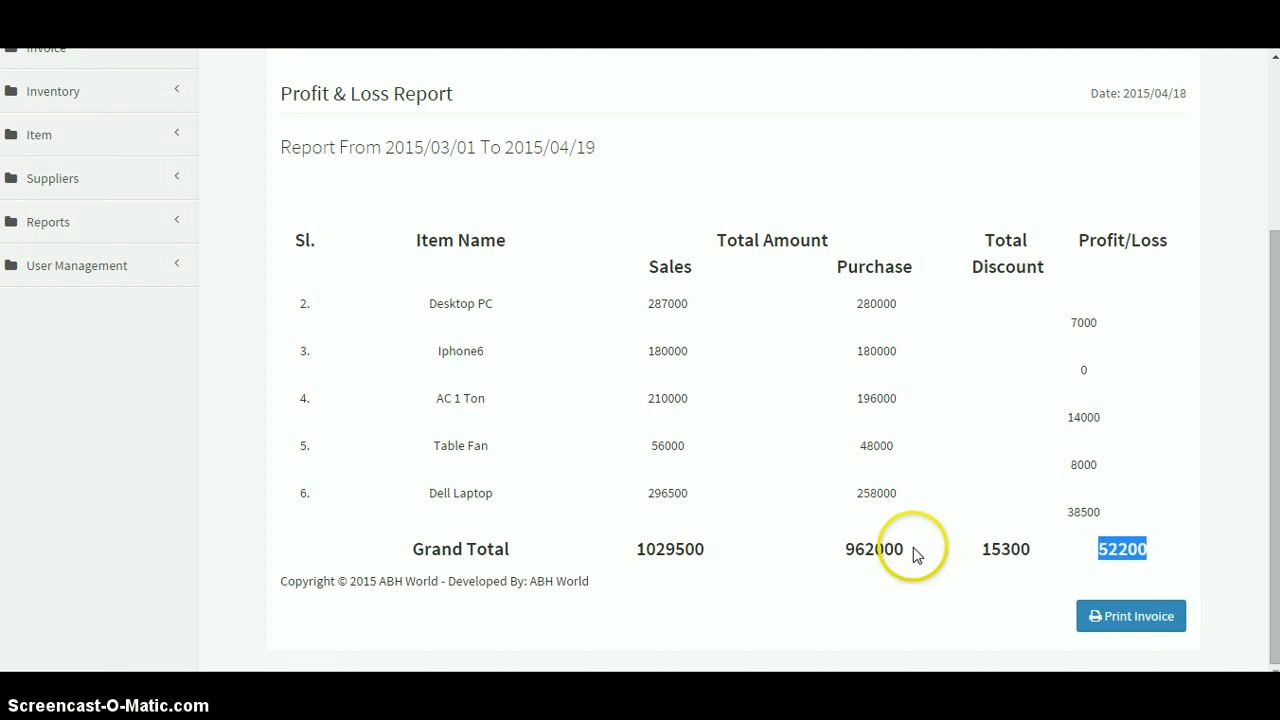 Invoice
Inventory
Item
Suppliers
Reports
User Management
Profit & Loss Report
Date: 2015/04/18
Report From 2015/03/01 To 2015/04/19
Sl. Item Name Total Amount Total Profit/Loss
Sales Purchase Discount
2. Desktop PC 287000 280000
7000
3. Iphone6 180000 180000
0
4. AC 1 Ton 210000 196000
14000
5. Table Fan 56000 48000
8000
6. Dell Laptop 296500 258000
38500
Grand Total 1029500 962000 15300 52200
Copyright © 2015 ABH World - Developed By: ABH World
Print Invoice
Screencast-O-Matic.com